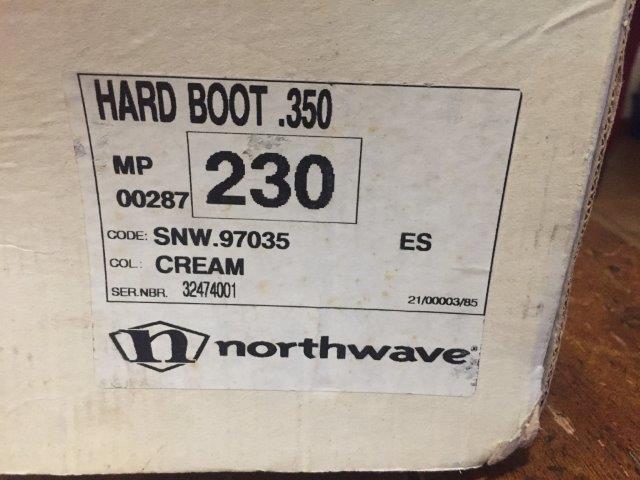 HARD BOOT .350
MP
00287
230
CODE: SNW.97035 ES
COL: CREAM
SER.NBR. 32474001
21/00003/85
n northwave